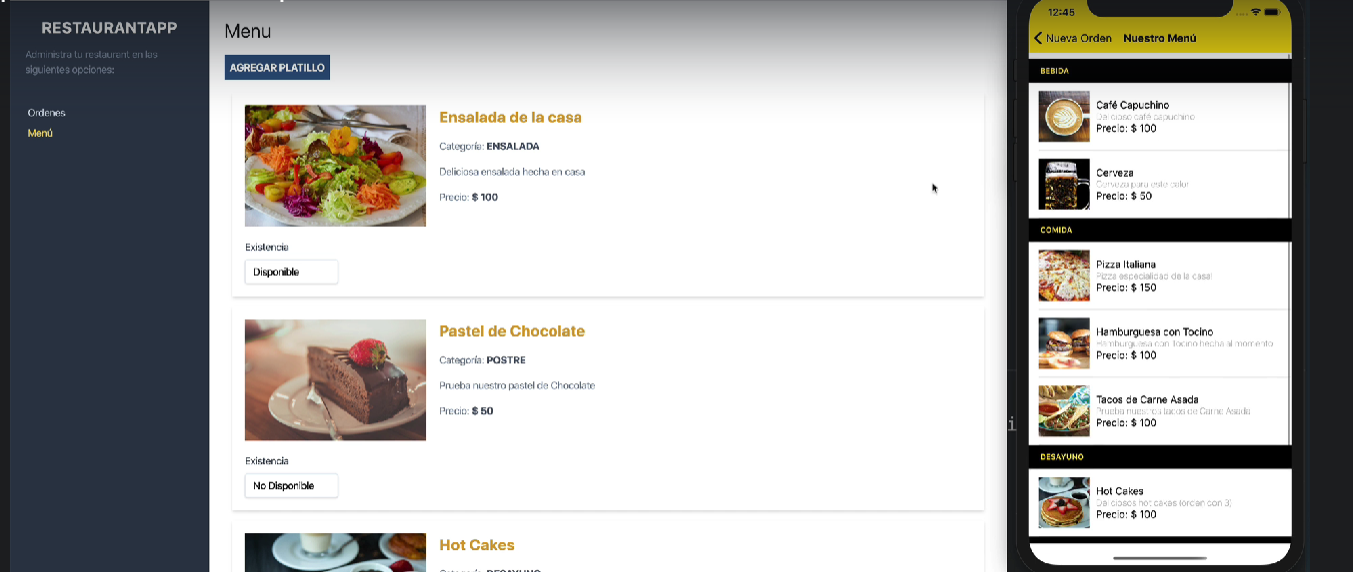 RESTAURANTAPP
Administra tu restaurant en las
siguientes opciones:
Ordenes
Menú
Menu
AGREGAR PLATILLO
Ensalada de la casa
Categoría: ENSALADA
Deliciosa ensalada hecha en casa
Precio: $ 100
Existencia
Disponible
Pastel de Chocolate
Categoría: POSTRE
Prueba nuestro pastel de Chocolate
Precio: $ 50
Existencia
No Disponible
Hot Cakes
Categoría: DESAYUNO
12:45
Nueva Orden Nuestro Menú
BEBIDA
Café Capuchino
Delicioso café capuchino
Precio: $ 100
Cerveza
Cerveza para este calor
Precio: $ 50
COMIDA
Pizza Italiana
Pizza especialidad de la casa!
Precio: $ 150
Hamburguesa con Tocino
Hamburguesa con Tocino hecha al momento
Precio: $ 100
Tacos de Carne Asada
Prueba nuestros tacos de Carne Asada
Precio: $ 100
DESAYUNO
Hot Cakes
Deliciosos hot cakes (orden con 3)
Precio: $ 100
i